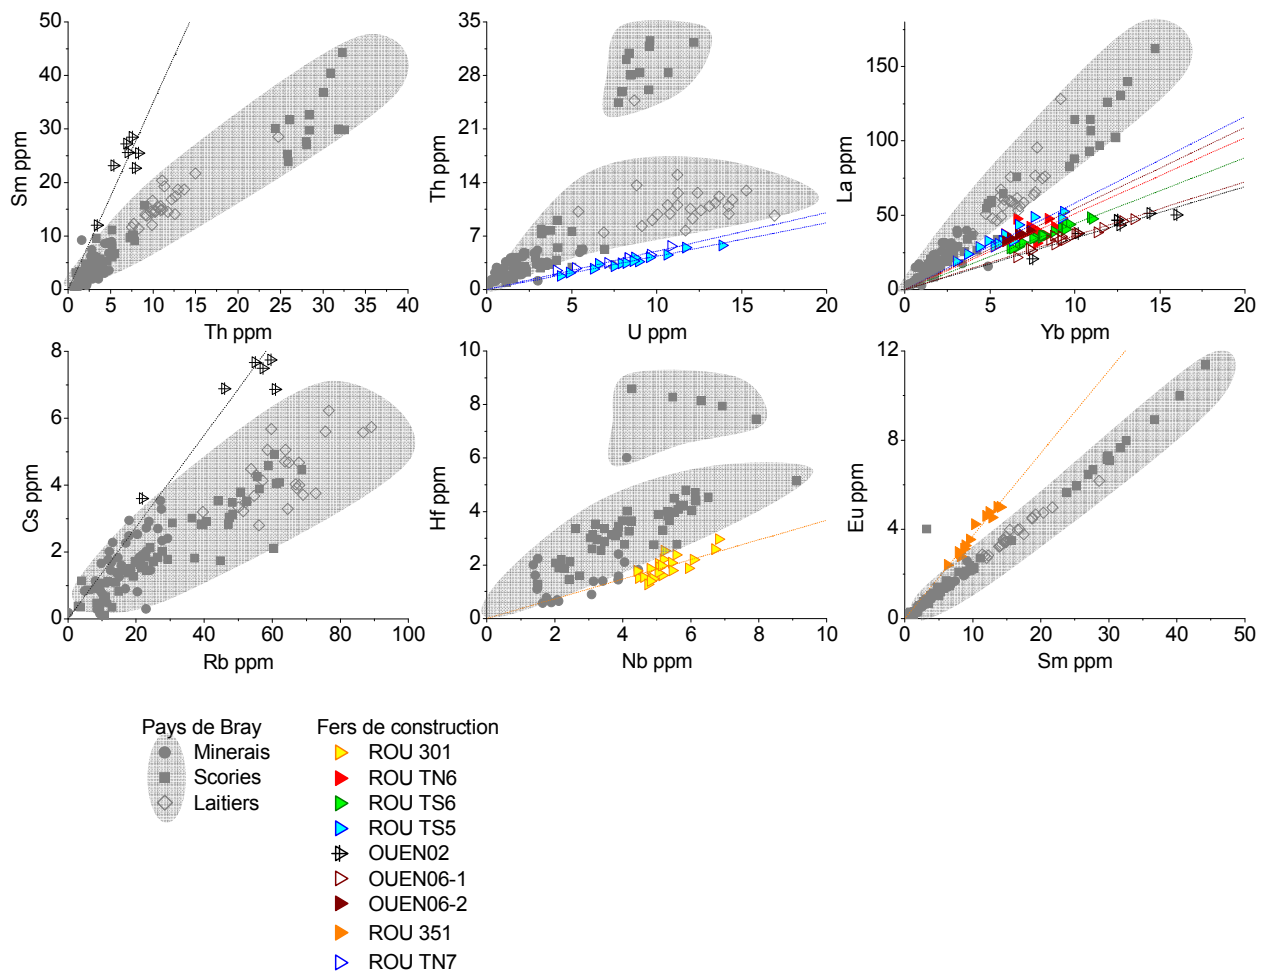 50
40
30
20
10
0
Sm ppm
0 10 15 20 25 30 35 40
Th ppm
35
28
21
15
7
0
Th ppm
0 5 10 15 20
U ppm
150
100
50
0
La ppm
0 5 10 15 20
Yb ppm
8
6
4
2
0
Cs ppm
0 20 40 60 80 100
Rb ppm
10
8
6
4
2
0
Hf ppm
0 2 4 6 8 10
Nb ppm
12
8
4
0
Eu ppm
0 10 20 30 40 50
Sm ppm
Pays de Bray
Minerais
Scories
Laitiers
Fers de construction
ROU 301
ROU TN6
ROU TS6
ROU TS5
OUEN02
OUEN06-1
OUEN06-2
ROU 351
ROU TN7